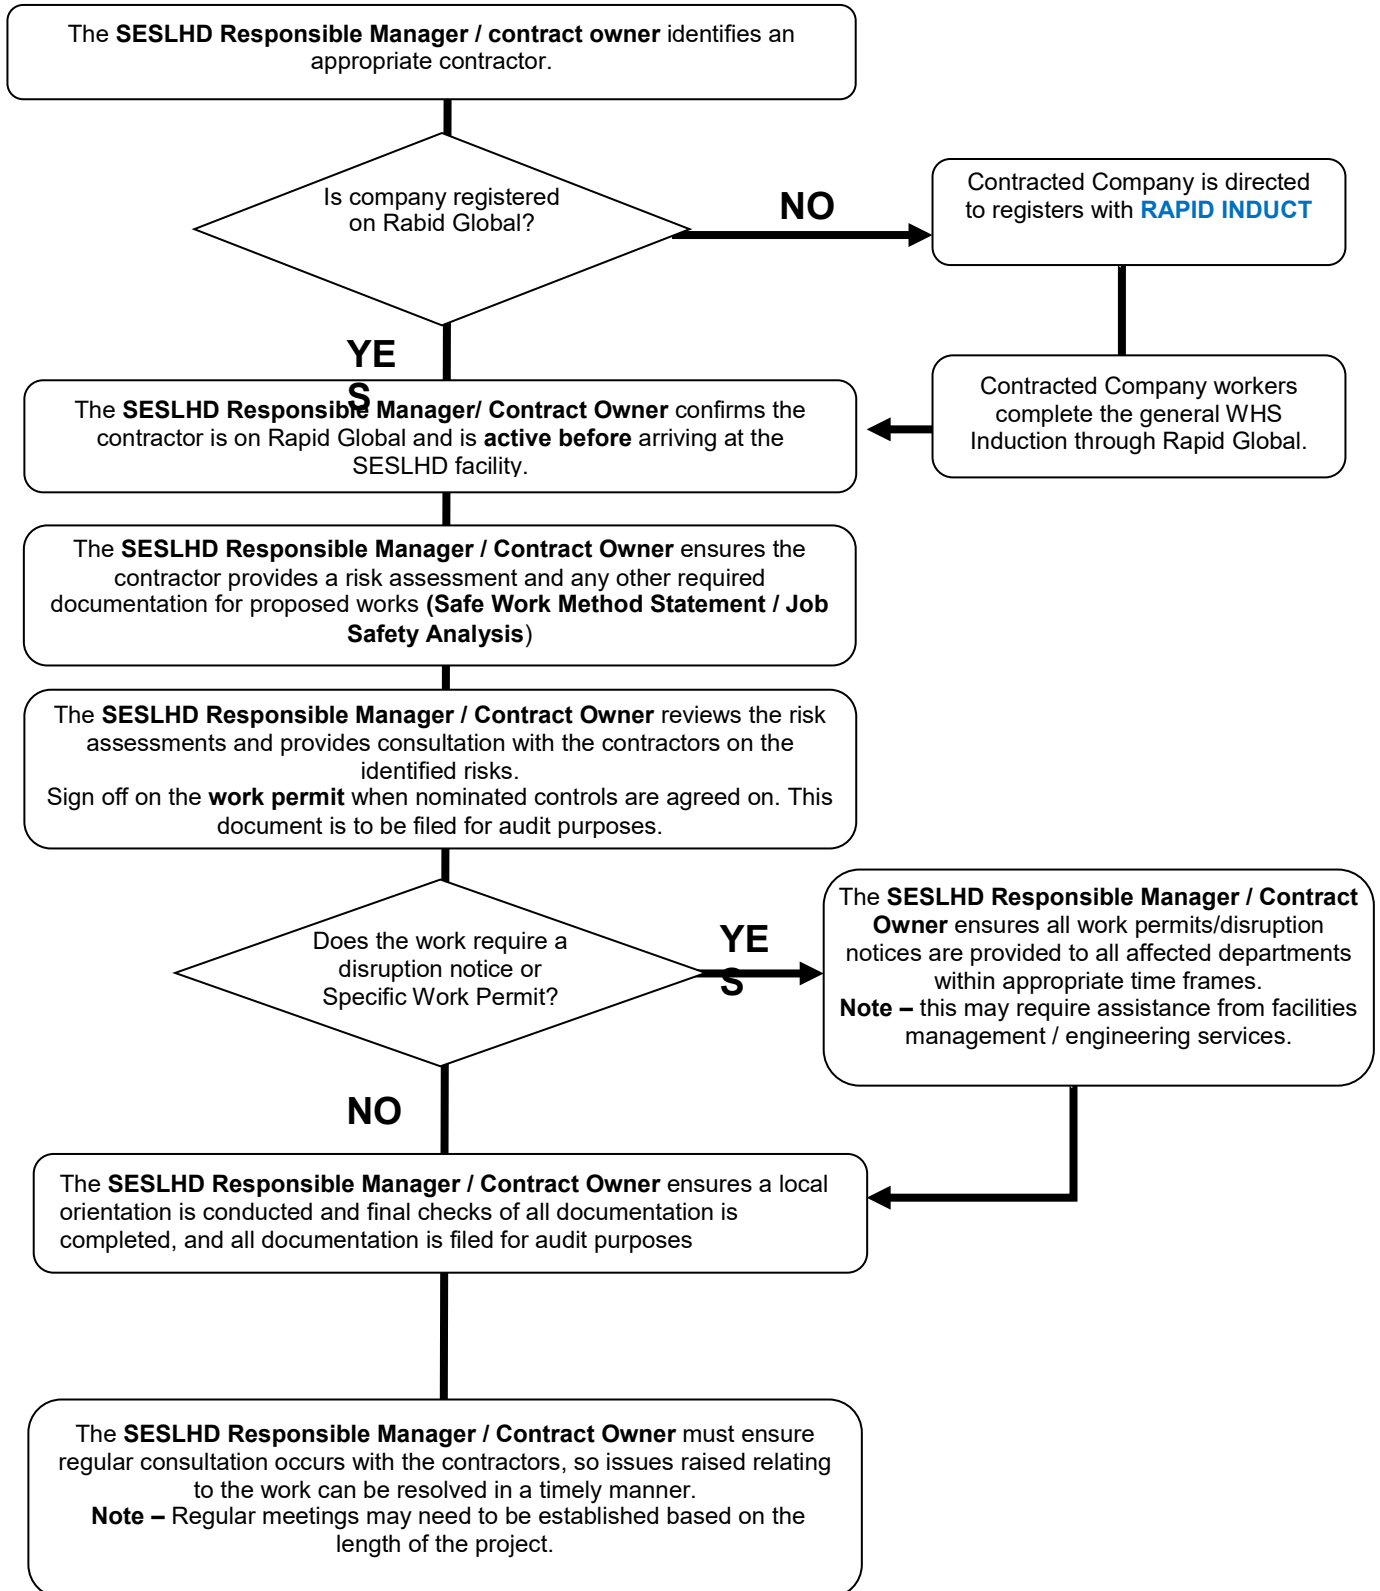 The SESLHD Responsible Manager / contract owner identifies an
appropriate contractor.
Is company registered
on Rabid Global?
NO
Contracted Company is directed
to registers with RAPID INDUCT
YE
S
Contracted Company workers
complete the general WHS
Induction through Rapid Global.
The SESLHD Responsible Manager/ Contract Owner confirms the
contractor is on Rapid Global and is active before arriving at the
SESLHD facility.
The SESLHD Responsible Manager / Contract Owner ensures the
contractor provides a risk assessment and any other required
documentation for proposed works (Safe Work Method Statement / Job
Safety Analysis)
The SESLHD Responsible Manager / Contract Owner reviews the risk
assessments and provides consultation with the contractors on the
identified risks.
Sign off on the work permit when nominated controls are agreed on. This
document is to be filed for audit purposes.
Does the work require a
disruption notice or
Specific Work Permit?
YE
S
The SESLHD Responsible Manager / Contract
Owner ensures all work permits/disruption
notices are provided to all affected departments
within appropriate time frames.
Note – this may require assistance from facilities
management / engineering services.
NO
The SESLHD Responsible Manager / Contract Owner ensures a local
orientation is conducted and final checks of all documentation is
completed, and all documentation is filed for audit purposes
The SESLHD Responsible Manager / Contract Owner must ensure
regular consultation occurs with the contractors, so issues raised relating
to the work can be resolved in a timely manner.
Note – Regular meetings may need to be established based on the
length of the project.